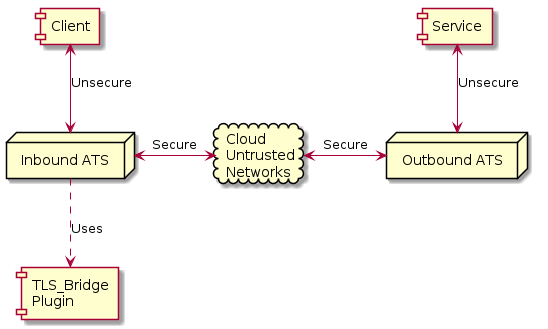 Client
Service
Unsecure
Unsecure
Inbound ATS
Secure
Cloud
Untrusted
Networks
Secure
Outbound ATS
Uses
TLS_Bridge
Plugin